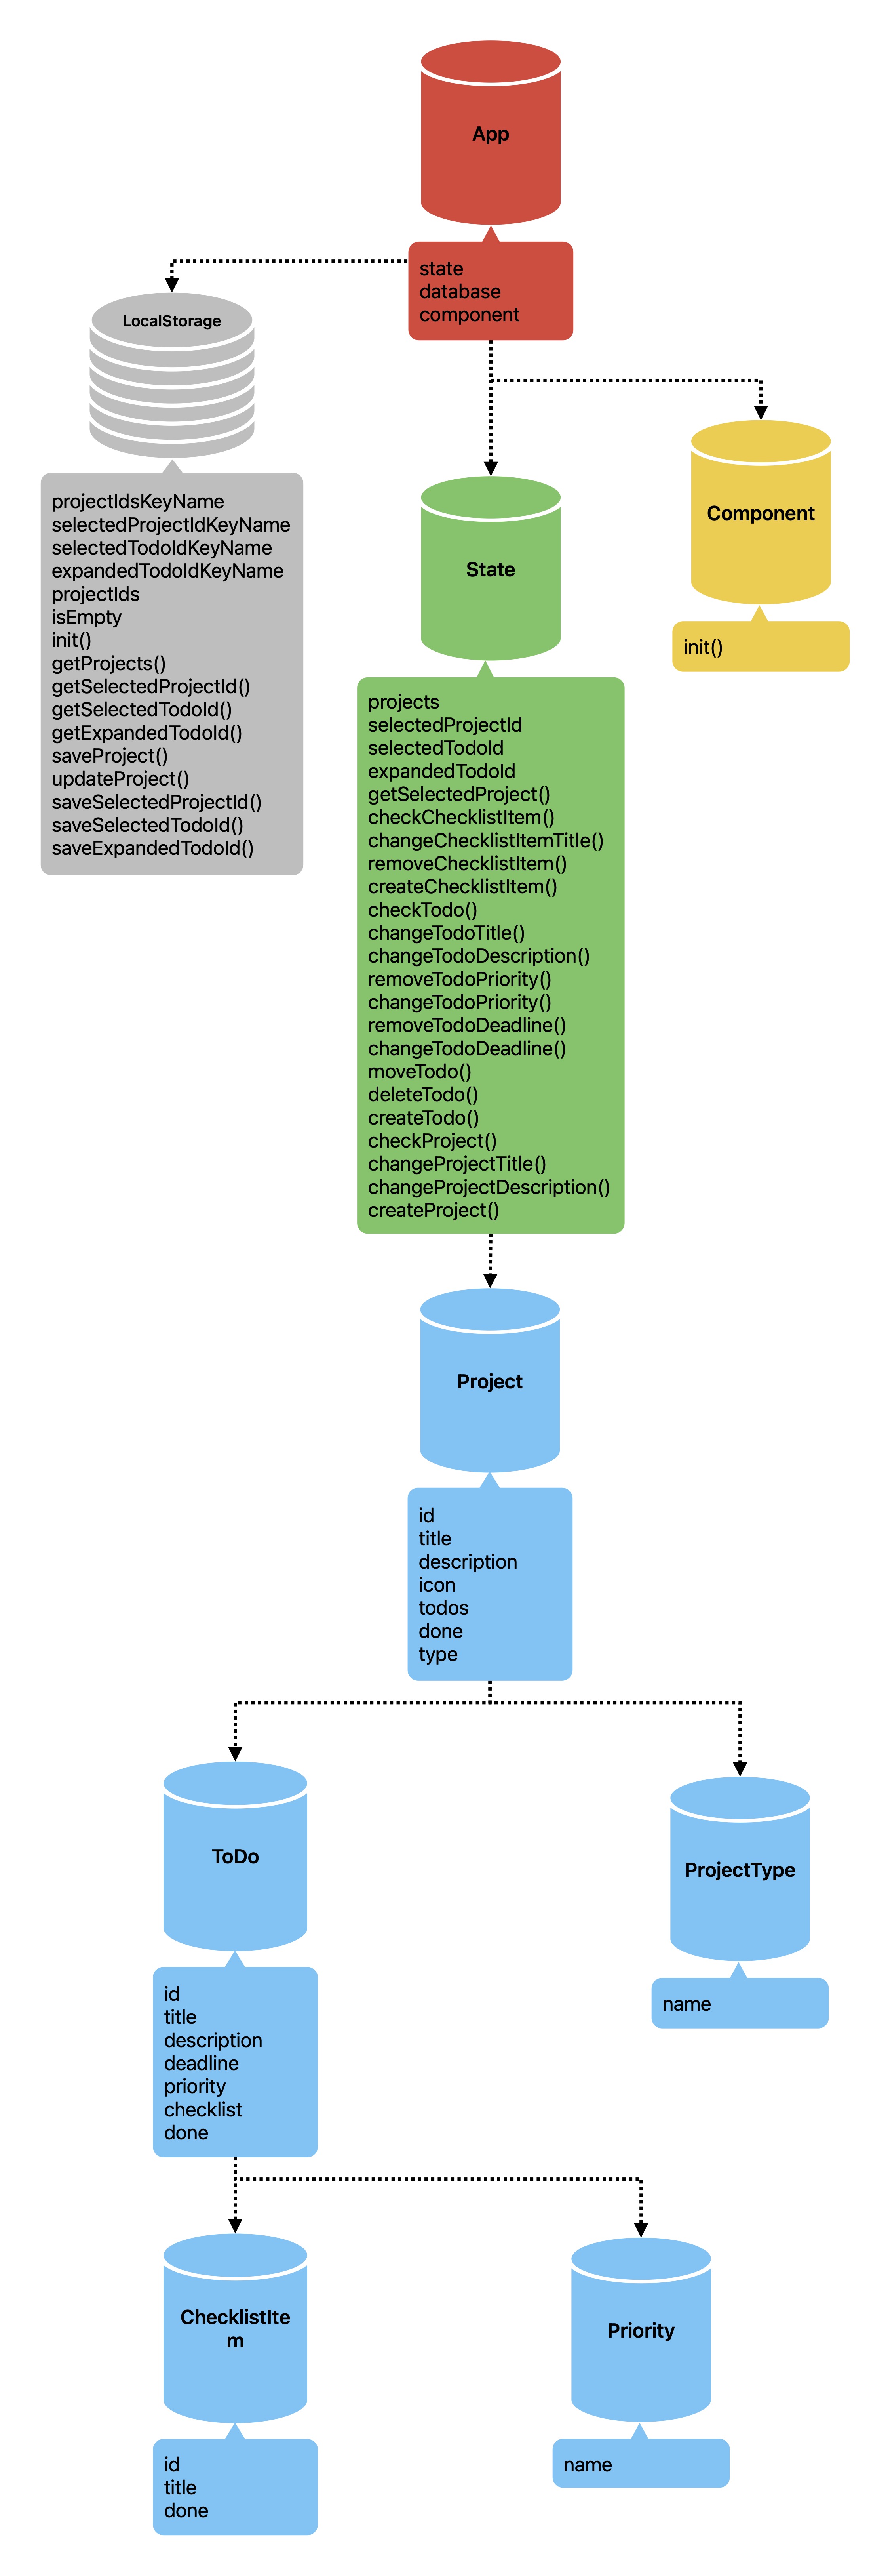 App
state
database
component
LocalStorage
projectIdsKeyName
selectedProjectIdKeyName
selectedTodoIdKeyName
expandedTodoIdKeyName
projectIds
isEmpty
init()
getProjects()
getSelectedProjectId()
getSelectedTodoId()
getExpandedTodoId()
saveProject()
updateProject()
saveSelectedProjectId()
saveSelectedTodoId()
saveExpandedTodoId()
State
projects
selectedProjectId
selectedTodoId
expandedTodoId
getSelectedProject()
checkChecklistItem()
changeChecklistItemTitle()
removeChecklistItem()
createChecklistItem()
checkTodo()
changeTodoTitle()
changeTodoDescription()
removeTodoPriority()
changeTodoPriority()
removeTodoDeadline()
changeTodoDeadline()
moveTodo()
deleteTodo()
createTodo()
checkProject()
changeProjectTitle()
changeProjectDescription()
createProject()
Component
init()
Project
id
title
description
icon
todos
done
type
ToDo
id
title
description
deadline
priority
checklist
done
ProjectType
name
ChecklistIte
m
id
title
done
Priority
name